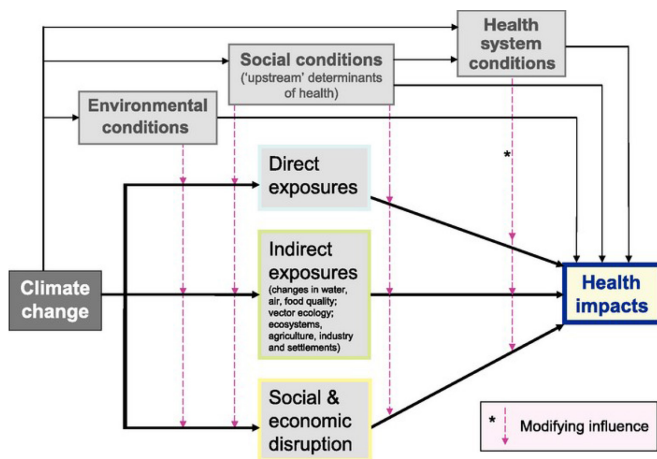 Health
system
conditions
Social conditions
('upstream' determinants
of health)
Environmental
conditions
*
Direct
exposures
Indirect
exposures
(changes in water,
air, food quality;
vector ecology;
ecosystems,
agriculture, industry
and settlements)
Climate
change
Health
impacts
Social &
economic
disruption
* Modifying influence